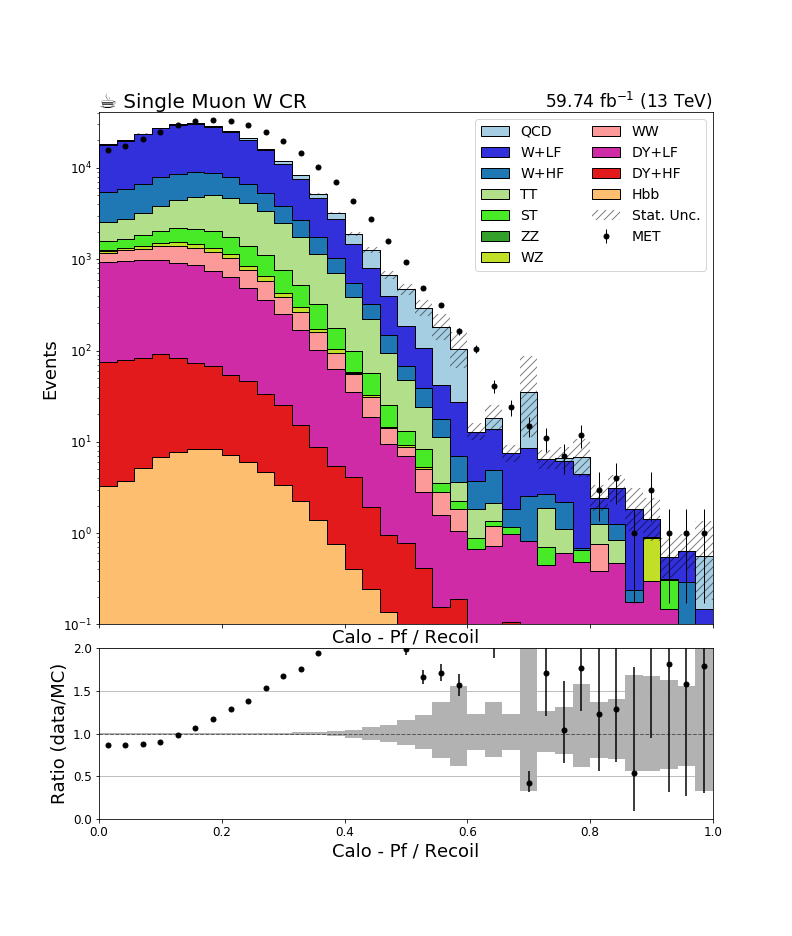 ☕ Single Muon W CR
59.74 fb⁻¹ (13 TeV)
QCD
W+LF
W+HF
TT
ST
ZZ
WZ
WW
DY+LF
DY+HF
Hbb
Stat. Unc.
MET
Events
10⁴
10³
10²
10¹
10⁰
10⁻¹
Calo - Pf / Recoil
Ratio (data/MC)
2.0
1.5
1.0
0.5
0.0
0.0 0.2 0.4 0.6 0.8 1.0
Calo - Pf / Recoil